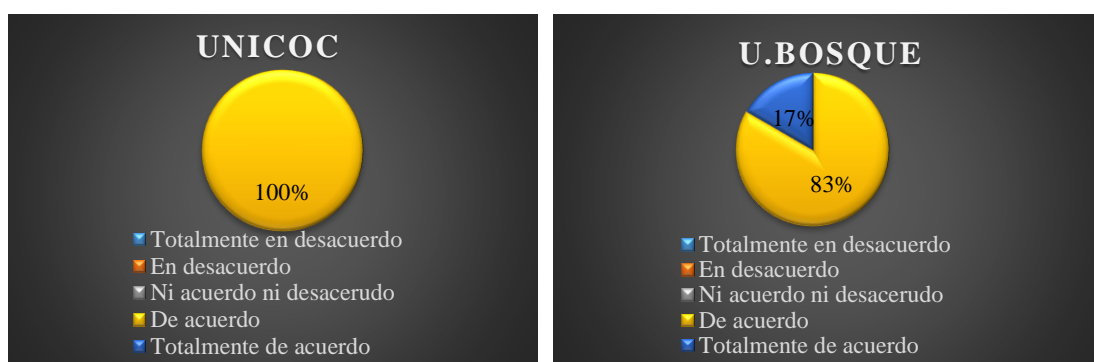 UNICOC
100%
Totalmente en desacuerdo
En desacuerdo
Ni acuerdo ni desacerudo
De acuerdo
Totalmente de acuerdo
U.BOSQUE
17%
83%
Totalmente en desacuerdo
En desacuerdo
Ni acuerdo ni desacerudo
De acuerdo
Totalmente de acuerdo